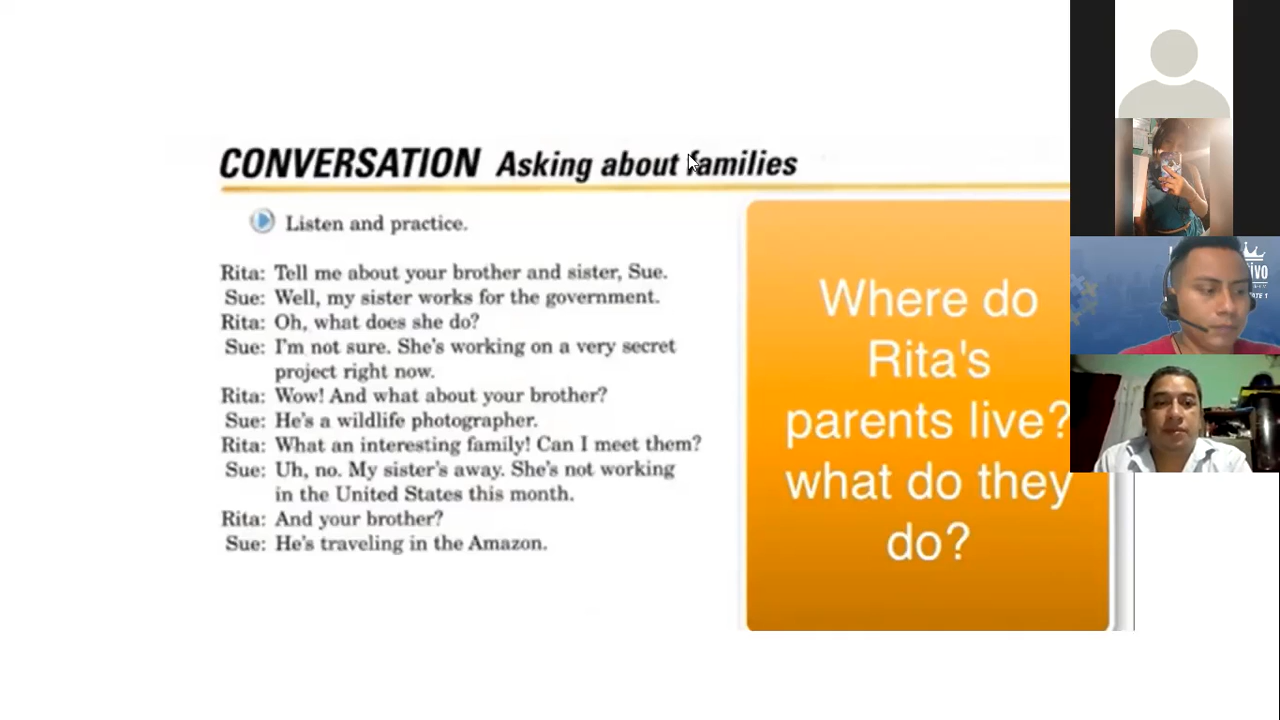 CONVERSATION Asking about families
Listen and practice.
Rita: Tell me about your brother and sister, Sue.
Sue: Well, my sister works for the government.
Rita: Oh, what does she do?
Sue: I'm not sure. She's working on a very secret
project right now.
Rita: Wow! And what about your brother?
Sue: He's a wildlife photographer.
Rita: What an interesting family! Can I meet them?
Sue: Uh, no. My sister's away. She's not working
in the United States this month.
Rita: And your brother?
Sue: He's traveling in the Amazon.
Where do
Rita's
parents live?
what do they
do?